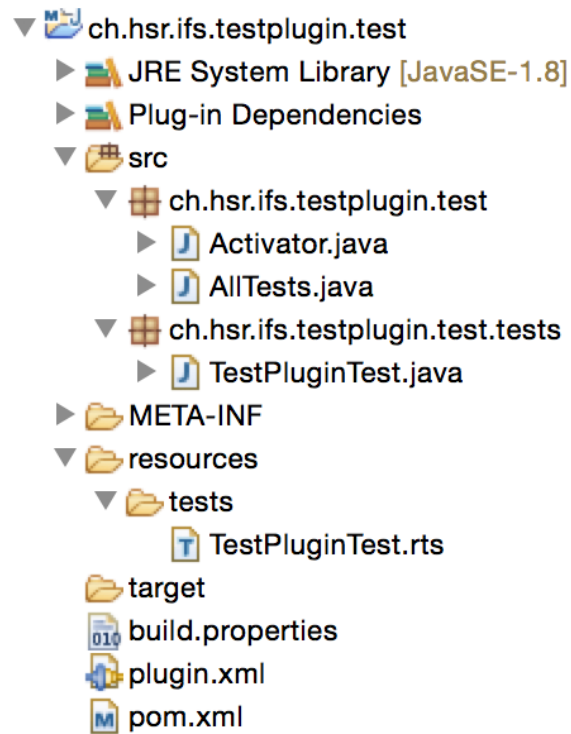 ch.hsr.ifs.testplugin.test
JRE System Library [JavaSE-1.8]
Plug-in Dependencies
src
ch.hsr.ifs.testplugin.test
Activator.java
AllTests.java
ch.hsr.ifs.testplugin.test.tests
TestPluginTest.java
META-INF
resources
tests
TestPluginTest.rts
target
build.properties
plugin.xml
pom.xml